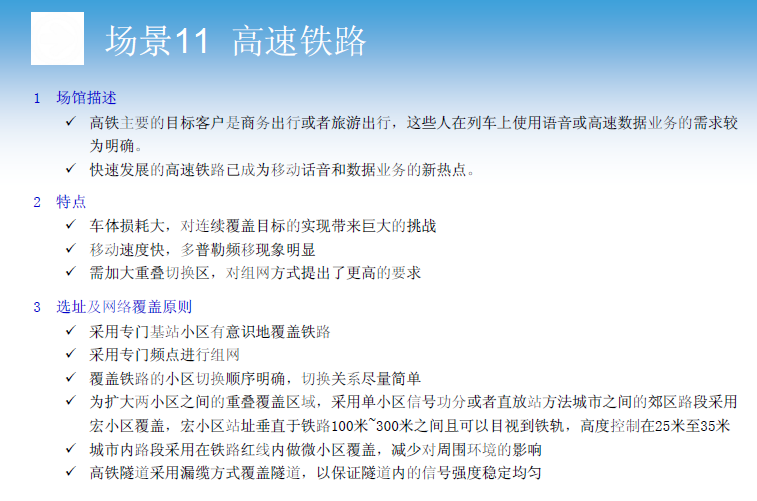 场景11 高速铁路
1 场馆描述
✓ 高铁主要的目标客户是商务出行或者旅游出行，这些人在列车上使用语音或高速数据业务的需求较
为明确。
✓ 快速发展的高速铁路已成为移动话音和数据业务的新热点。
2 特点
✓ 车体损耗大，对连续覆盖目标的实现带来巨大的挑战
✓ 移动速度快，多普勒频移现象明显
✓ 需加大重叠切换区，对组网方式提出了更高的要求
3 选址及网络覆盖原则
✓ 采用专门基站小区有意识地覆盖铁路
✓ 采用专门频点进行组网
✓ 覆盖铁路的小区切换顺序明确，切换关系尽量简单
✓ 为扩大两小区之间的重叠覆盖区域，采用单小区信号功分或者直放站方法城市之间的郊区路段采用
宏小区覆盖，宏小区站址垂直于铁路100米~300米之间且可以目视到铁轨，高度控制在25米至35米
✓ 城市内路段采用在铁路红线内做微小区覆盖，减少对周围环境的影响
✓ 高铁隧道采用漏缆方式覆盖隧道，以保证隧道内的信号强度稳定均匀